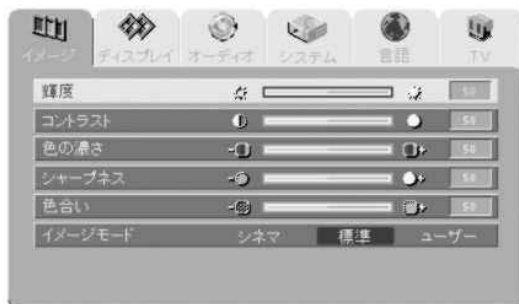 イメージ ディスプレイ オーディオ システム 言語 TV
輝度 50
コントラスト 50
色の濃さ 50
シャープネス 50
色合い 50
イメージモード シネマ 標準 ユーザー